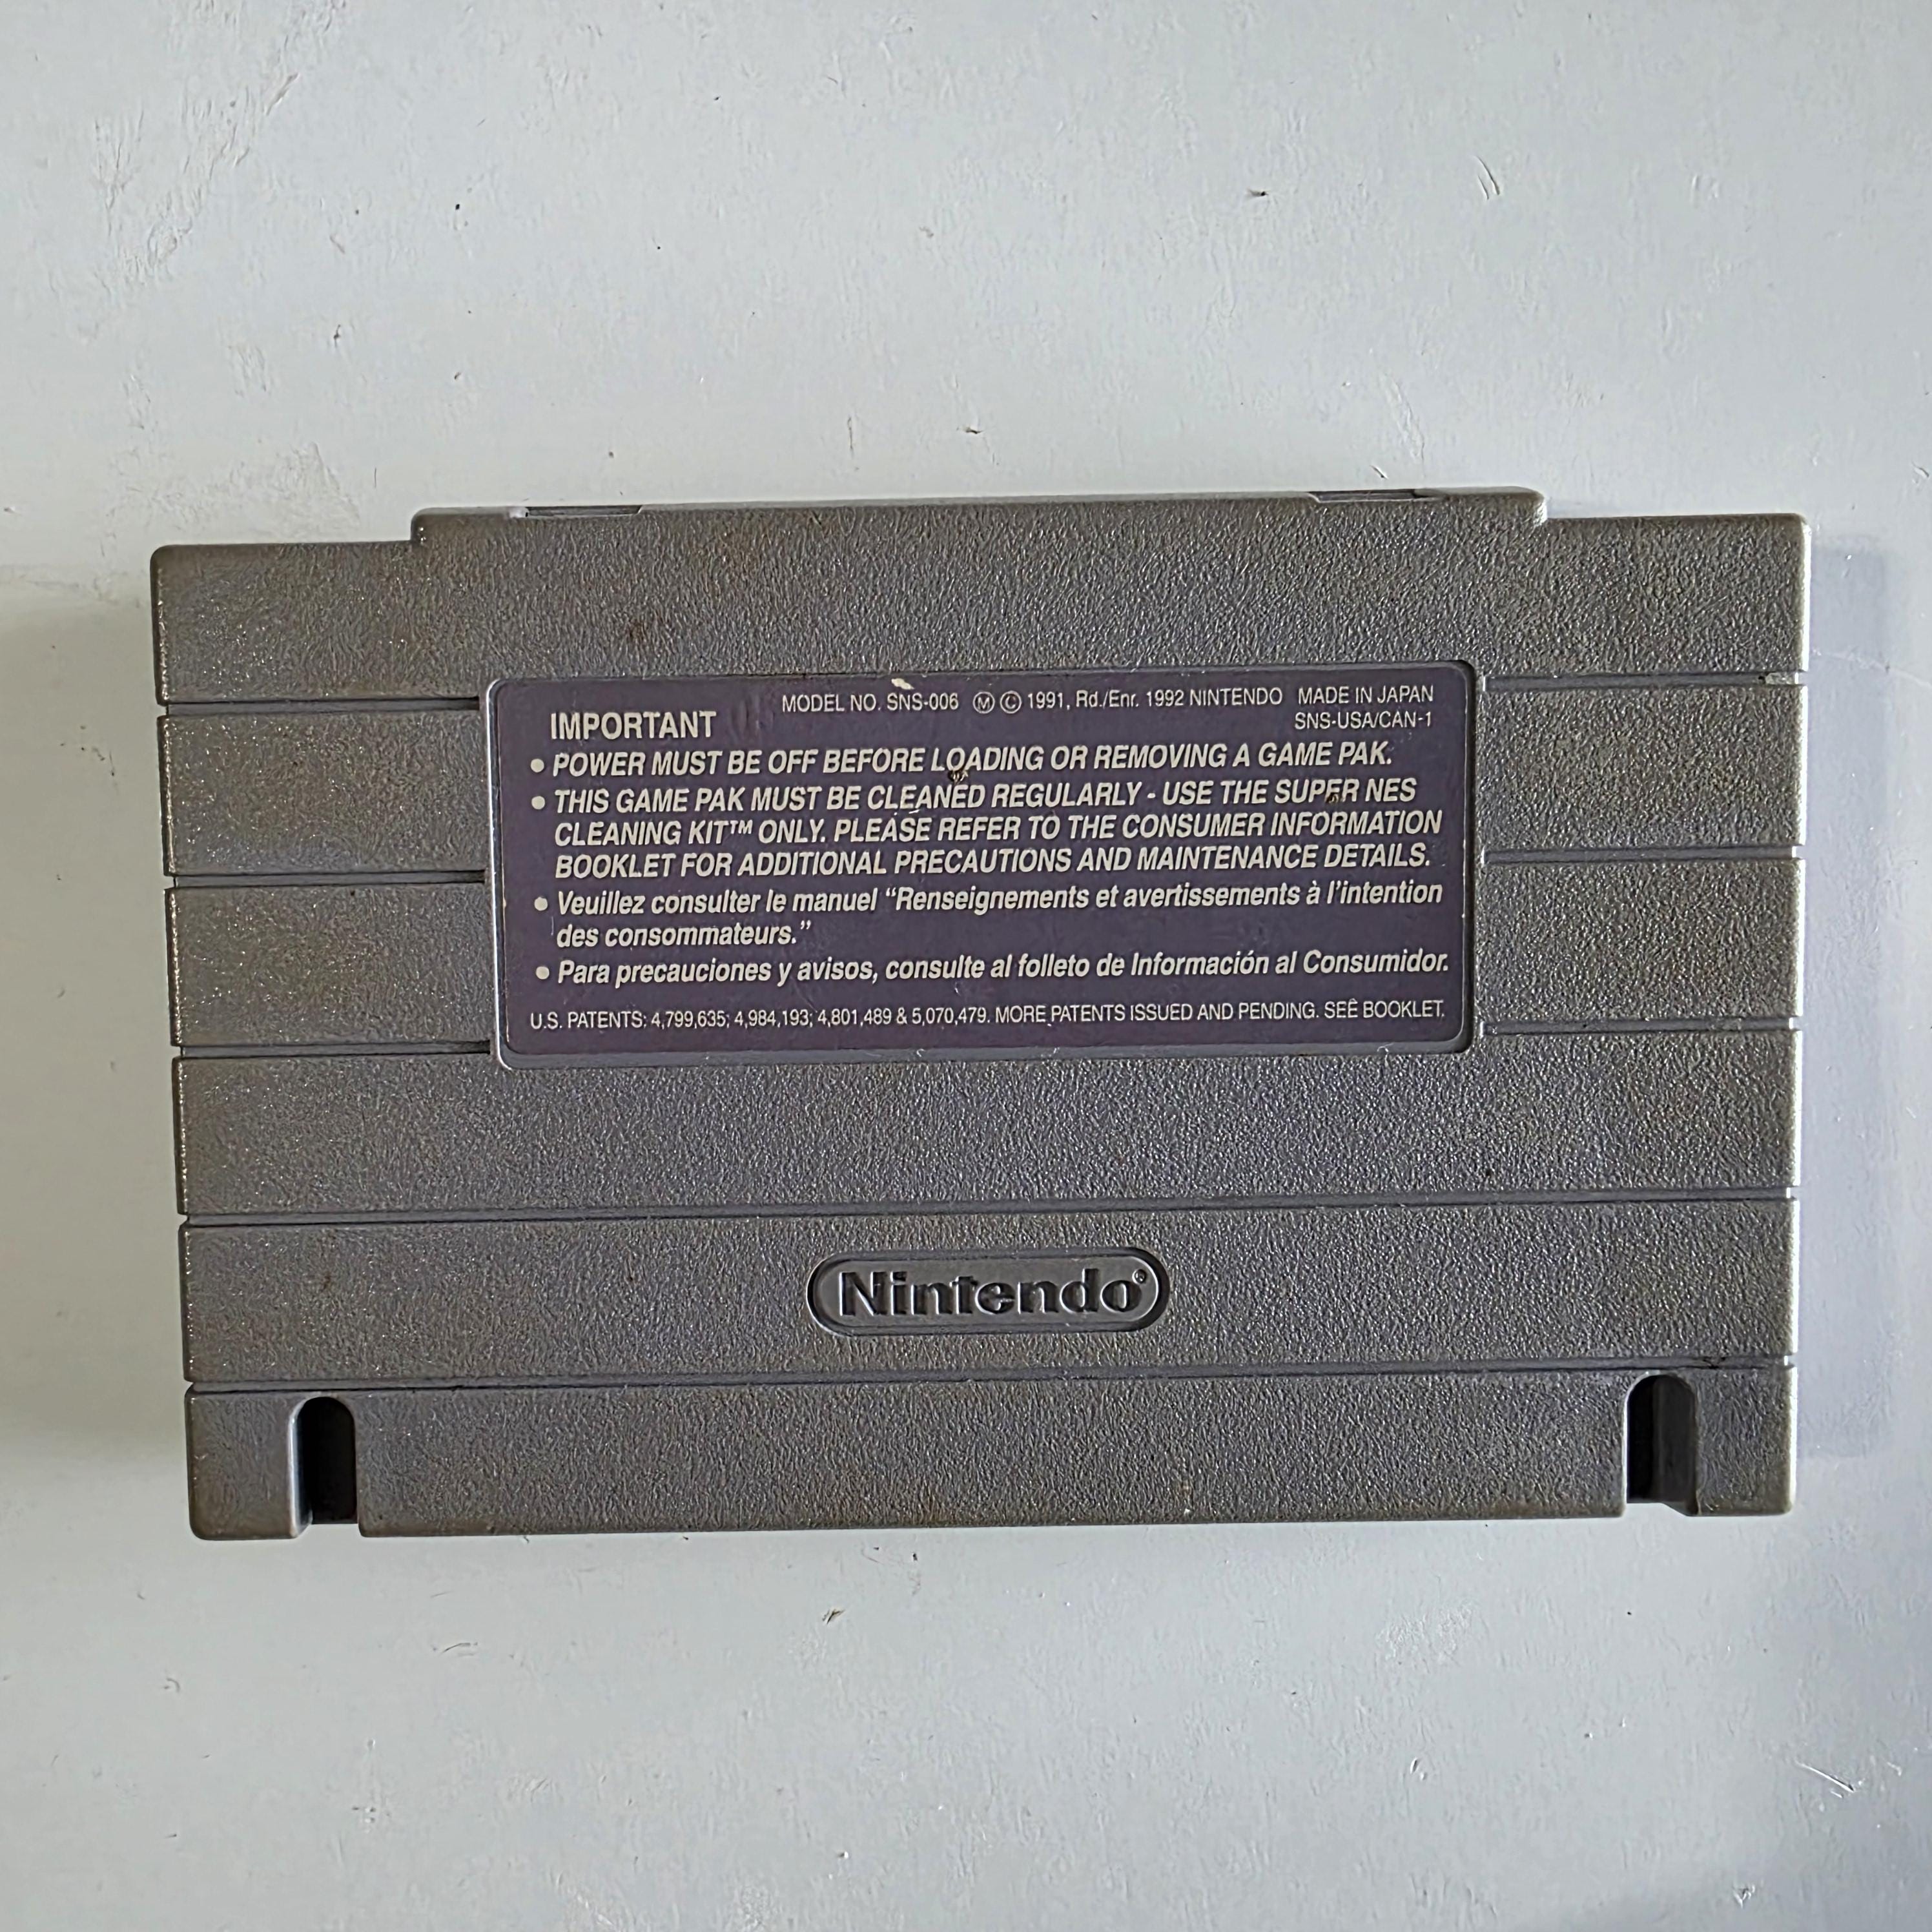 MODEL NO. SNS-006 Ⓜ © 1991, Rd./Enr. 1992 NINTENDO MADE IN JAPAN
SNS-USA/CAN-1
IMPORTANT
• POWER MUST BE OFF BEFORE LOADING OR REMOVING A GAME PAK.
• THIS GAME PAK MUST BE CLEANED REGULARLY - USE THE SUPER NES
CLEANING KIT™ ONLY. PLEASE REFER TO THE CONSUMER INFORMATION
BOOKLET FOR ADDITIONAL PRECAUTIONS AND MAINTENANCE DETAILS.
• Veuillez consulter le manuel “Renseignements et avertissements à l'intention
des consommateurs.”
• Para precauciones y avisos, consulte al folleto de Información al Consumidor.
U.S. PATENTS: 4,799,635; 4,984,193; 4,801,489 & 5,070,479. MORE PATENTS ISSUED AND PENDING. SEE BOOKLET.
Nintendo®